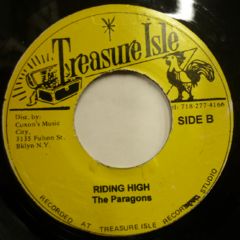 Treasure Isle
Disc. by:
Coxon's Music
City,
3135 Fulton St.
Bklyn N.Y.
Tel: 718-277-4166
SIDE B
RIDING HIGH
The Paragons
RECORDED AT TREASURE ISLE RECORDING STUDIO